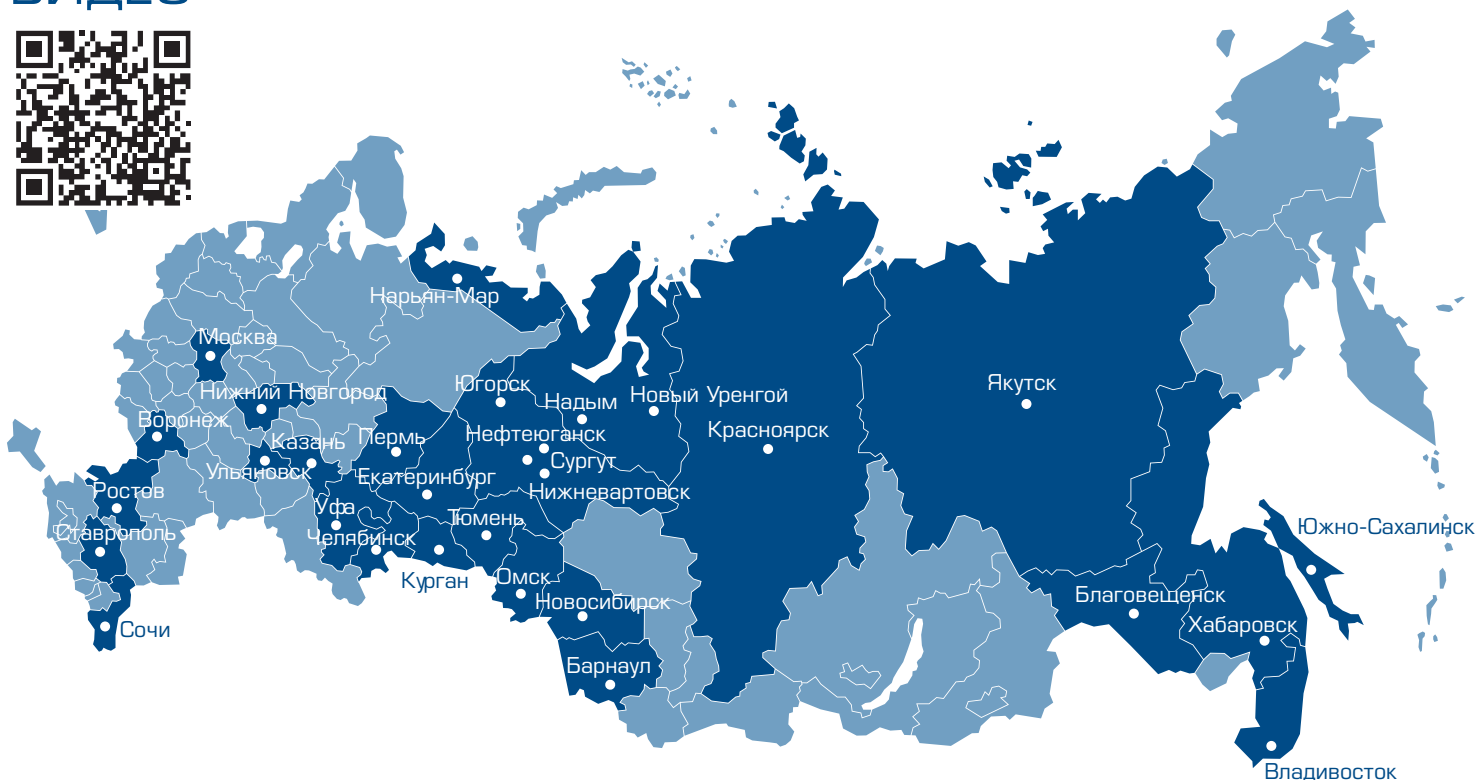 ВИДЕО
Нарьян-Мар
Москва
Нижний Новгород
Югорск
Надым
Новый Уренгой
Якутск
Воронеж
Казань
Пермь
Нефтеюганск
Красноярск
Ульяновск
Екатеринбург
Сургут
Ростов
Нижневартовск
Уфа
Тюмень
Ставрополь
Челябинск
Южно-Сахалинск
Курган
Омск
Новосибирск
Благовещенск
Сочи
Хабаровск
Барнаул
Владивосток